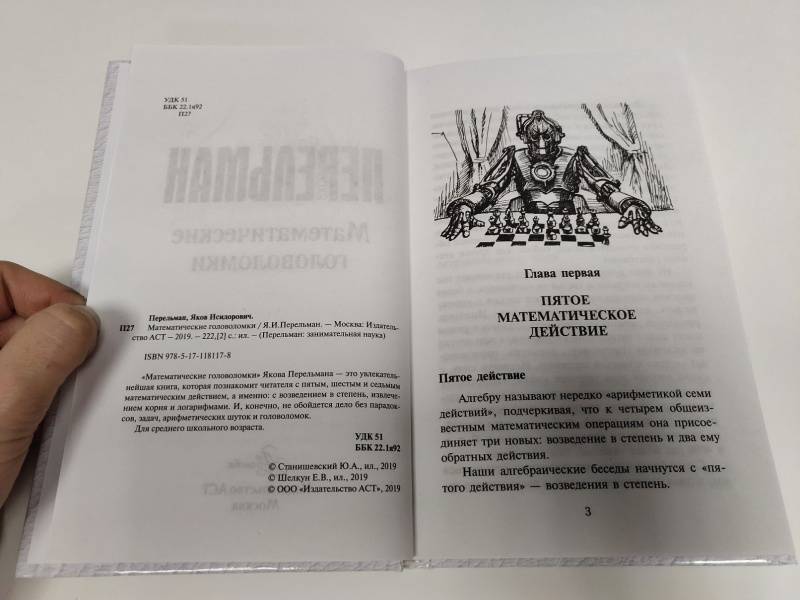 УДК 51
ББК 22.1я92
П27
ПЕРЕЛЬМАН
Математические
головоломки
Перельман, Яков Исидорович.
П27 Математические головоломки / Я.И.Перельман. — Москва: Издатель-
ство АСТ — 2019. — 222,[2] с.: ил. — (Перельман: занимательная наука)
ISBN 978-5-17-118117-8
«Математические головоломки» Якова Перельмана — это увлекатель-
нейшая книга, которая познакомит читателя с пятым, шестым и седьмым
математическим действием, а именно: с возведением в степень, извлече-
нием корня и логарифмами. И, конечно, не обойдется дело без парадок-
сов, задач, арифметических шуток и головоломок.
Для среднего школьного возраста.
УДК 51
ББК 22.1я92
© Станишевский Ю.А., ил., 2019
© Шелкун Е.В., ил., 2019
© ООО «Издательство АСТ», 2019
Издательство АСТ
Москва
Глава первая
ПЯТОЕ
МАТЕМАТИЧЕСКОЕ
ДЕЙСТВИЕ
Пятое действие
Алгебру называют нередко «арифметикой семи
действий», подчеркивая, что к четырем общеиз-
вестным математическим операциям она присое-
диняет три новых: возведение в степень и два ему
обратных действия.
Наши алгебраические беседы начнутся с «пя-
того действия» — возведения в степень.
3